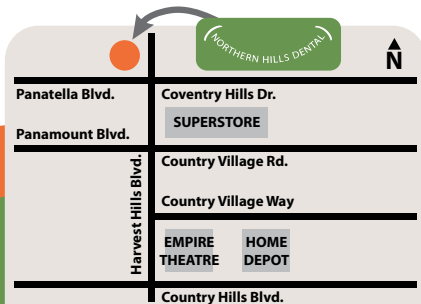 NORTHERN HILLS DENTAL
N
Panatella Blvd.
Coventry Hills Dr.
SUPERSTORE
Panamount Blvd.
Country Village Rd.
Harvest Hills Blvd.
Country Village Way
EMPIRE
THEATRE
HOME
DEPOT
Country Hills Blvd.